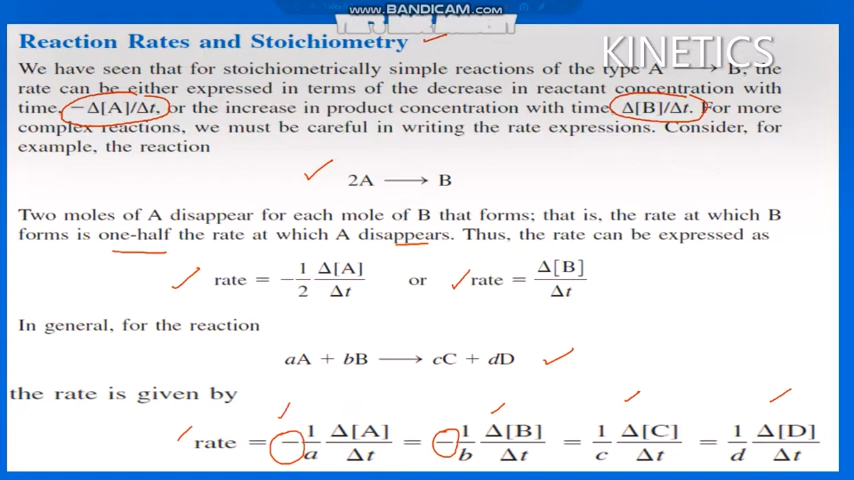 WWW.BANDICAM.COM
Reaction Rates and Stoichiometry
KINETICS
We have seen that for stoichiometrically simple reactions of the type A ⟶ B, the
rate can be either expressed in terms of the decrease in reactant concentration with
time, −Δ[A]/Δt, or the increase in product concentration with time, Δ[B]/Δt. For more
complex reactions, we must be careful in writing the rate expressions. Consider, for
example, the reaction
2A ⟶ B
Two moles of A disappear for each mole of B that forms; that is, the rate at which B
forms is one-half the rate at which A disappears. Thus, the rate can be expressed as
rate = −1/2 Δ[A]/Δt or rate = Δ[B]/Δt
In general, for the reaction
aA + bB ⟶ cC + dD
the rate is given by
rate = −1/a Δ[A]/Δt = −1/b Δ[B]/Δt = 1/c Δ[C]/Δt = 1/d Δ[D]/Δt